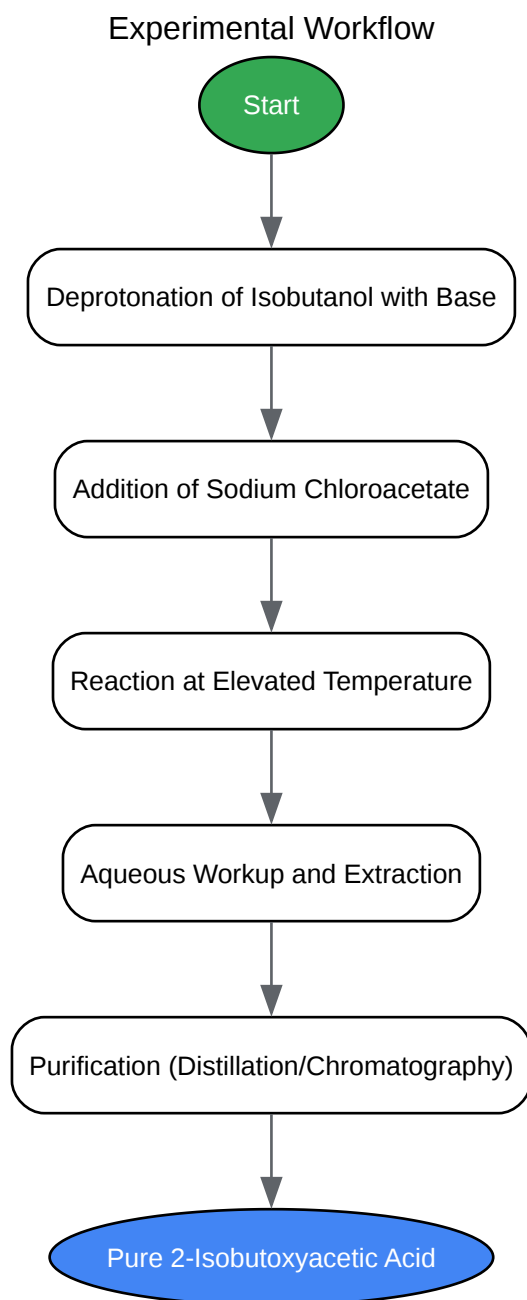 Experimental Workflow
Start
Deprotonation of Isobutanol with Base
Addition of Sodium Chloroacetate
Reaction at Elevated Temperature
Aqueous Workup and Extraction
Purification (Distillation/Chromatography)
Pure 2-Isobutoxyacetic Acid